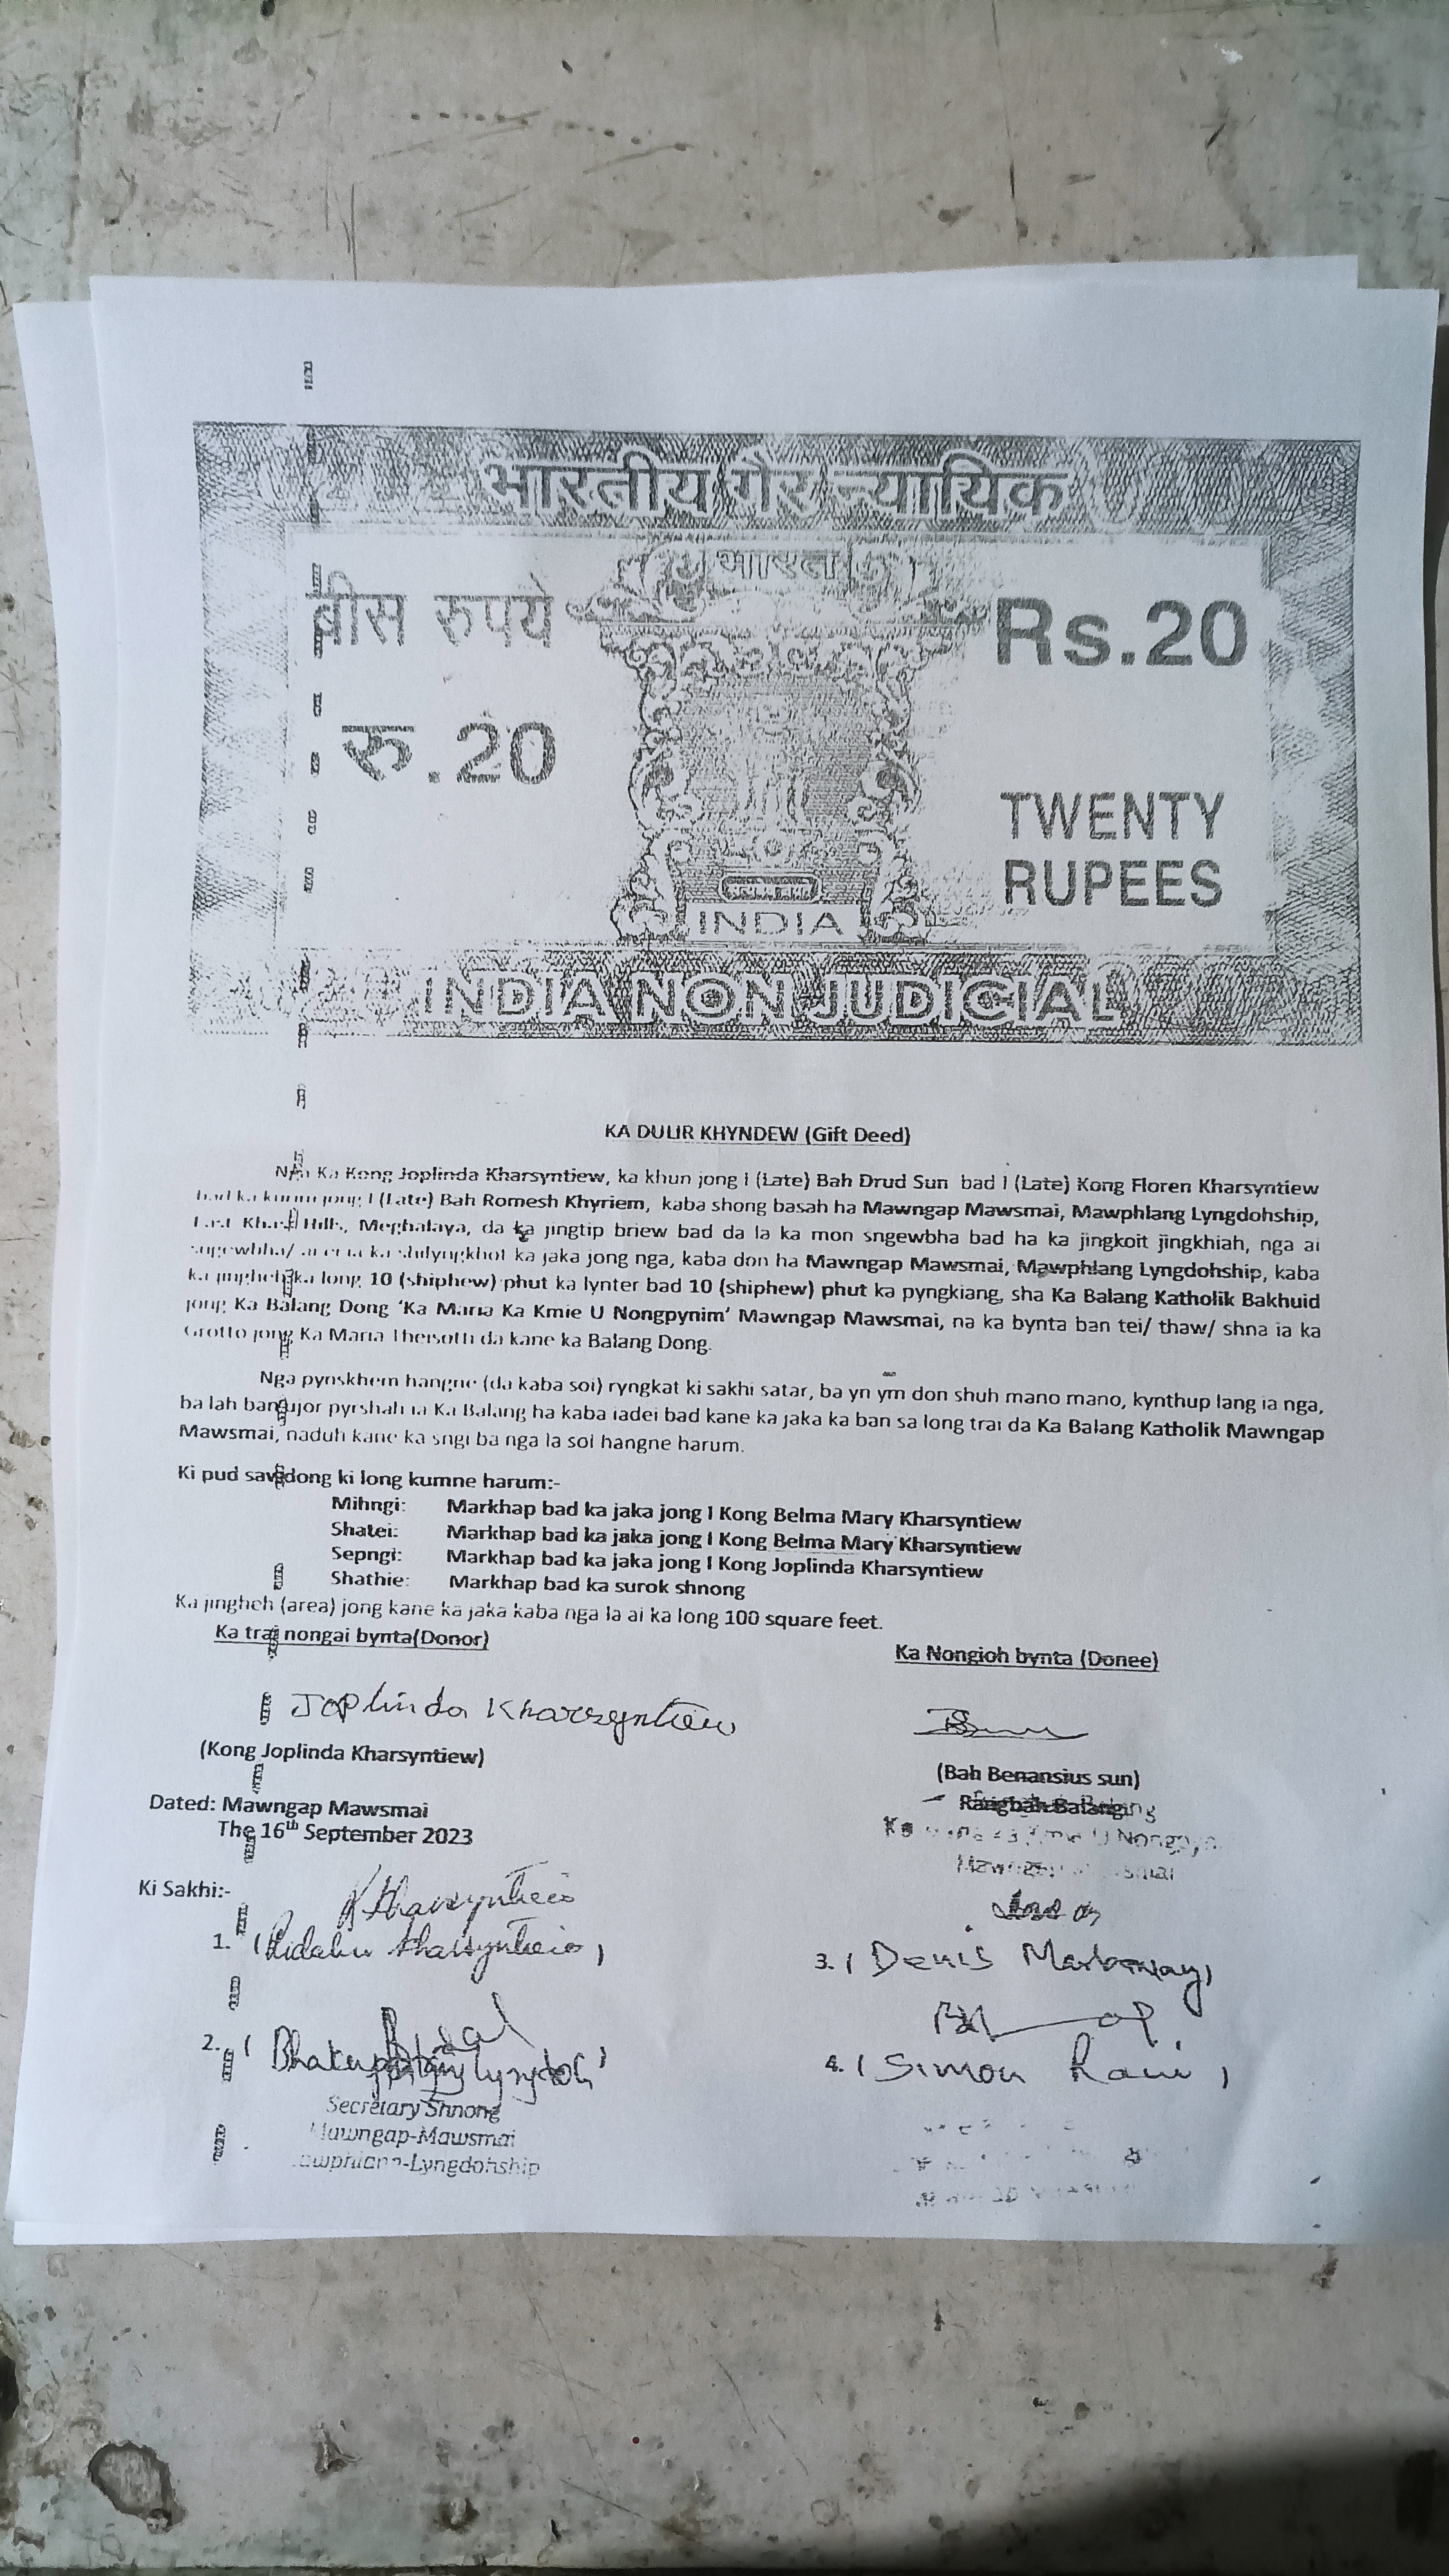 भारतीय गैर न्यायिक
भारत
बीस रुपये
Rs.20
रु.20
TWENTY
RUPEES
INDIA
INDIA NON JUDICIAL
KA DULIR KHYNDEW (Gift Deed)
Nga Ka Kong Joplinda Kharsyntiew, ka khun jong I (Late) Bah Drud Sun bad I (Late) Kong Floren Kharsyntiew
bad ka kurim jong I (Late) Bah Romesh Khyriem, kaba shong basah ha Mawngap Mawsmai, Mawphlang Lyngdohship,
East Khasi Hills, Meghalaya, da ka jingtip briew bad da la ka mon sngewbha bad ha ka jingkoit jingkhiah, nga ai
sngewbha/ ia ka shilyngkhot ka jaka jong nga, kaba don ha Mawngap Mawsmai, Mawphlang Lyngdohship, kaba
ka jingheh ka long 10 (shiphew) phut ka lynter bad 10 (shiphew) phut ka pyngkiang, sha Ka Balang Katholik Bakhuid
jong Ka Balang Dong ‘Ka Maria Ka Kmie U Nongpynim’ Mawngap Mawsmai, na ka bynta ban tei/ thaw/ shna ia ka
Grotto jong Ka Maria da kane ka Balang Dong.
Nga pynskhem hangne (da kaba soi) ryngkat ki sakhi satar, ba yn ym don shuh mano mano, kynthup lang ia nga,
ba lah ban ujor pyrshah ia Ka Balang ha kaba iadei bad kane ka jaka ka ban sa long trai da Ka Balang Katholik Mawngap
Mawsmai, naduh kane ka sngi ba nga la soi hangne harum.
Ki pud sawdong ki long kumne harum:-
Mihngi: Markhap bad ka jaka jong I Kong Belma Mary Kharsyntiew
Shatei: Markhap bad ka jaka jong I Kong Belma Mary Kharsyntiew
Sepngi: Markhap bad ka jaka jong I Kong Joplinda Kharsyntiew
Shathie: Markhap bad ka surok shnong
Ka jingheh (area) jong kane ka jaka kaba nga la ai ka long 100 square feet.
Ka trai nongai bynta(Donor)
Ka Nongioh bynta (Donee)
Joplinda Kharsyntiew
(Kong Joplinda Kharsyntiew)
(Bah Benansius sun)
Rangbah Balang
Dated: Mawngap Mawsmai
The 16th September 2023
Ki Sakhi:-
Kharsyntiew
1. ( Kharsyntiew )
3. ( Denis )
2. (
4. ( Simon )
Secretary Shnong
Mawngap-Mawsmai
Lyngdohship